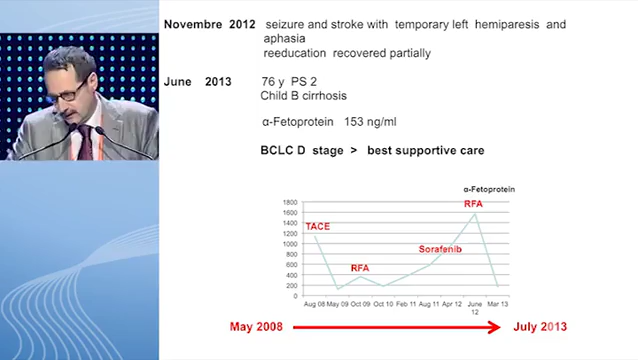 Novembre 2012 seizure and stroke with temporary left hemiparesis and
aphasia
reeducation recovered partially
June 2013 76 y PS 2
Child B cirrhosis
α-Fetoprotein 153 ng/ml
BCLC D stage > best supportive care
α-Fetoprotein
1800
1600
1400
1200
1000
800
600
400
200
0
TACE
RFA
Sorafenib
RFA
Aug 08 May 09 Oct 09 Oct 10 Feb 11 Aug 11 Apr 12 June 12 Mar 13
May 2008 July 2013